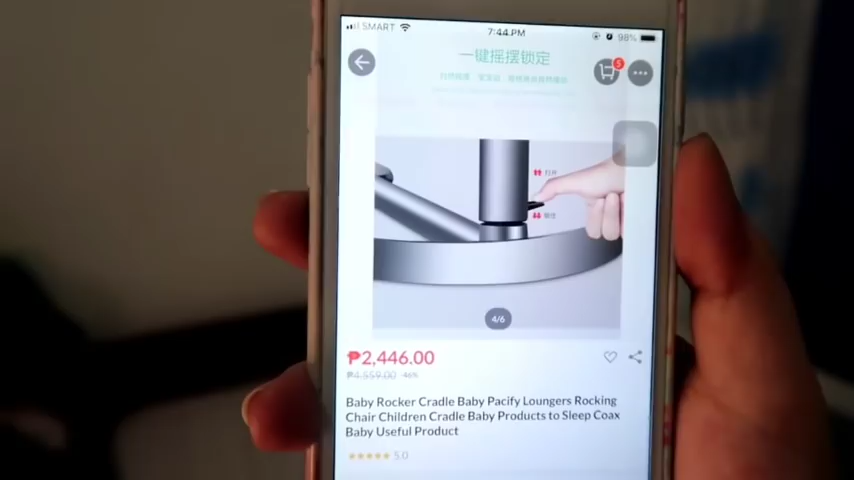 SMART
7:44 PM
98%
一键摇摆锁定
5
打开
4/6
₱2,446.00
₱4,559.00 -46%
Baby Rocker Cradle Baby Pacify Loungers Rocking
Chair Children Cradle Baby Products to Sleep Coax
Baby Useful Product
5.0